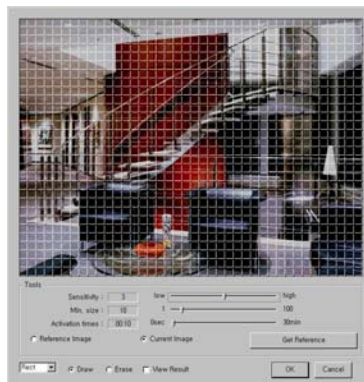 Tools
Sensitivity : 3 low high
Min. size : 10 1 100
Activation times : 00:10 0sec 30min
Reference Image Current Image Get Reference
Rect Draw Erase View Result OK Cancel